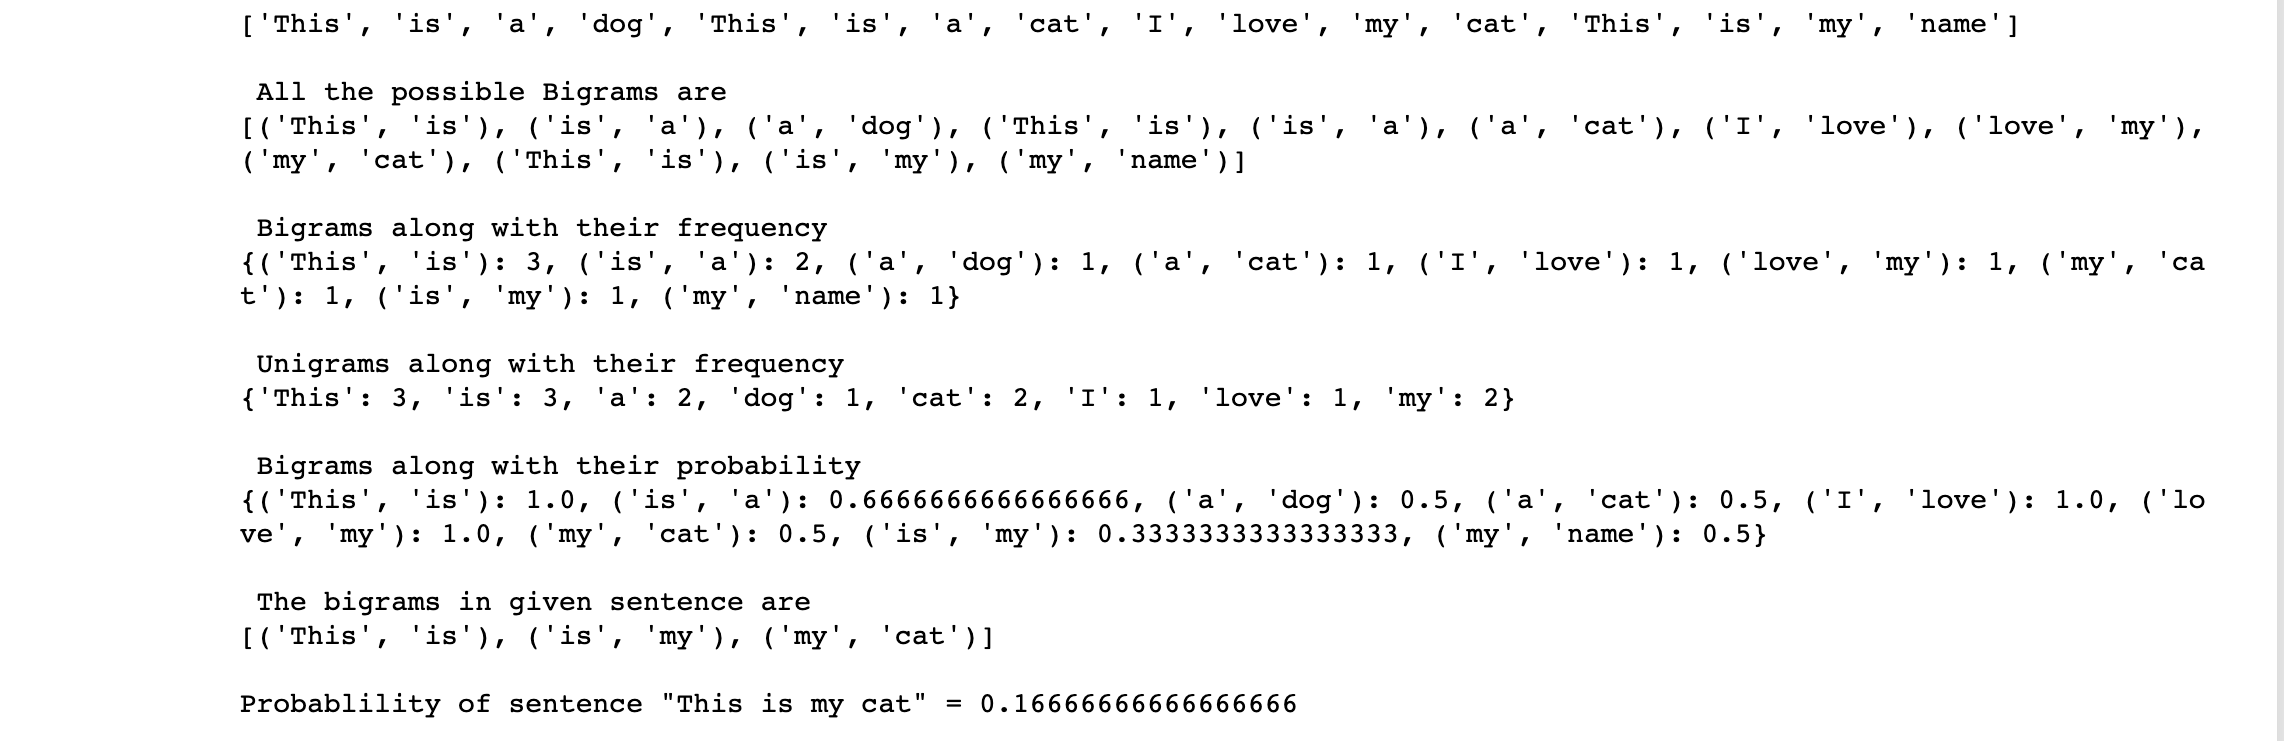 ['This', 'is', 'a', 'dog', 'This', 'is', 'a', 'cat', 'I', 'love', 'my', 'cat', 'This', 'is', 'my', 'name']
All the possible Bigrams are
[('This', 'is'), ('is', 'a'), ('a', 'dog'), ('This', 'is'), ('is', 'a'), ('a', 'cat'), ('I', 'love'), ('love', 'my'),
('my', 'cat'), ('This', 'is'), ('is', 'my'), ('my', 'name')]
Bigrams along with their frequency
{('This', 'is'): 3, ('is', 'a'): 2, ('a', 'dog'): 1, ('a', 'cat'): 1, ('I', 'love'): 1, ('love', 'my'): 1, ('my', 'ca
t'): 1, ('is', 'my'): 1, ('my', 'name'): 1}
Unigrams along with their frequency
{'This': 3, 'is': 3, 'a': 2, 'dog': 1, 'cat': 2, 'I': 1, 'love': 1, 'my': 2}
Bigrams along with their probability
{('This', 'is'): 1.0, ('is', 'a'): 0.6666666666666666, ('a', 'dog'): 0.5, ('a', 'cat'): 0.5, ('I', 'love'): 1.0, ('lo
ve', 'my'): 1.0, ('my', 'cat'): 0.5, ('is', 'my'): 0.3333333333333333, ('my', 'name'): 0.5}
The bigrams in given sentence are
[('This', 'is'), ('is', 'my'), ('my', 'cat')]
Probablility of sentence "This is my cat" = 0.16666666666666666